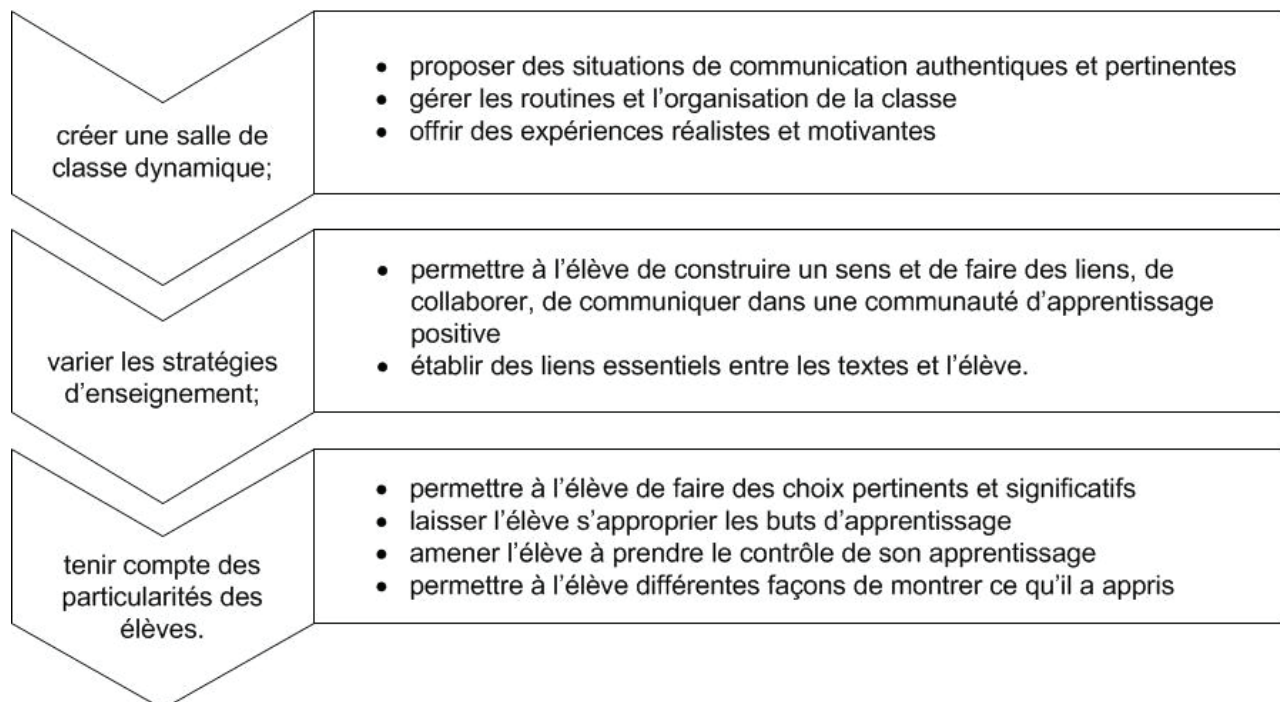 créer une salle de
classe dynamique;
• proposer des situations de communication authentiques et pertinentes
• gérer les routines et l'organisation de la classe
• offrir des expériences réalistes et motivantes
varier les stratégies
d'enseignement;
• permettre à l'élève de construire un sens et de faire des liens, de
collaborer, de communiquer dans une communauté d'apprentissage
positive
• établir des liens essentiels entre les textes et l'élève.
tenir compte des
particularités des
élèves.
• permettre à l'élève de faire des choix pertinents et significatifs
• laisser l'élève s'approprier les buts d'apprentissage
• amener l'élève à prendre le contrôle de son apprentissage
• permettre à l'élève différentes façons de montrer ce qu'il a appris